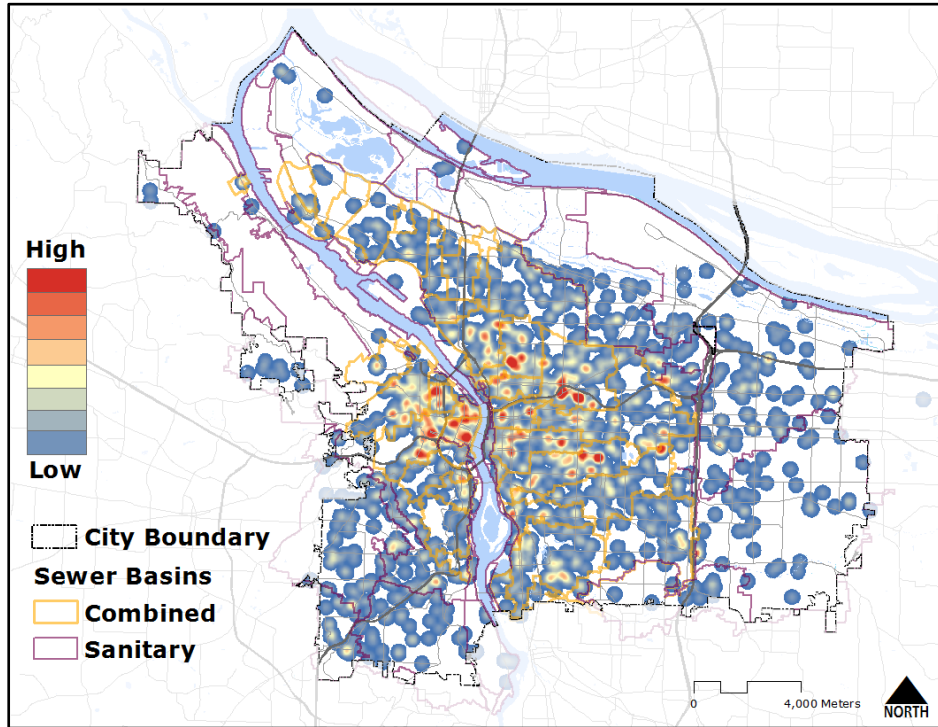 High
Low
City Boundary
Sewer Basins
Combined
Sanitary
0
4,000 Meters
NORTH